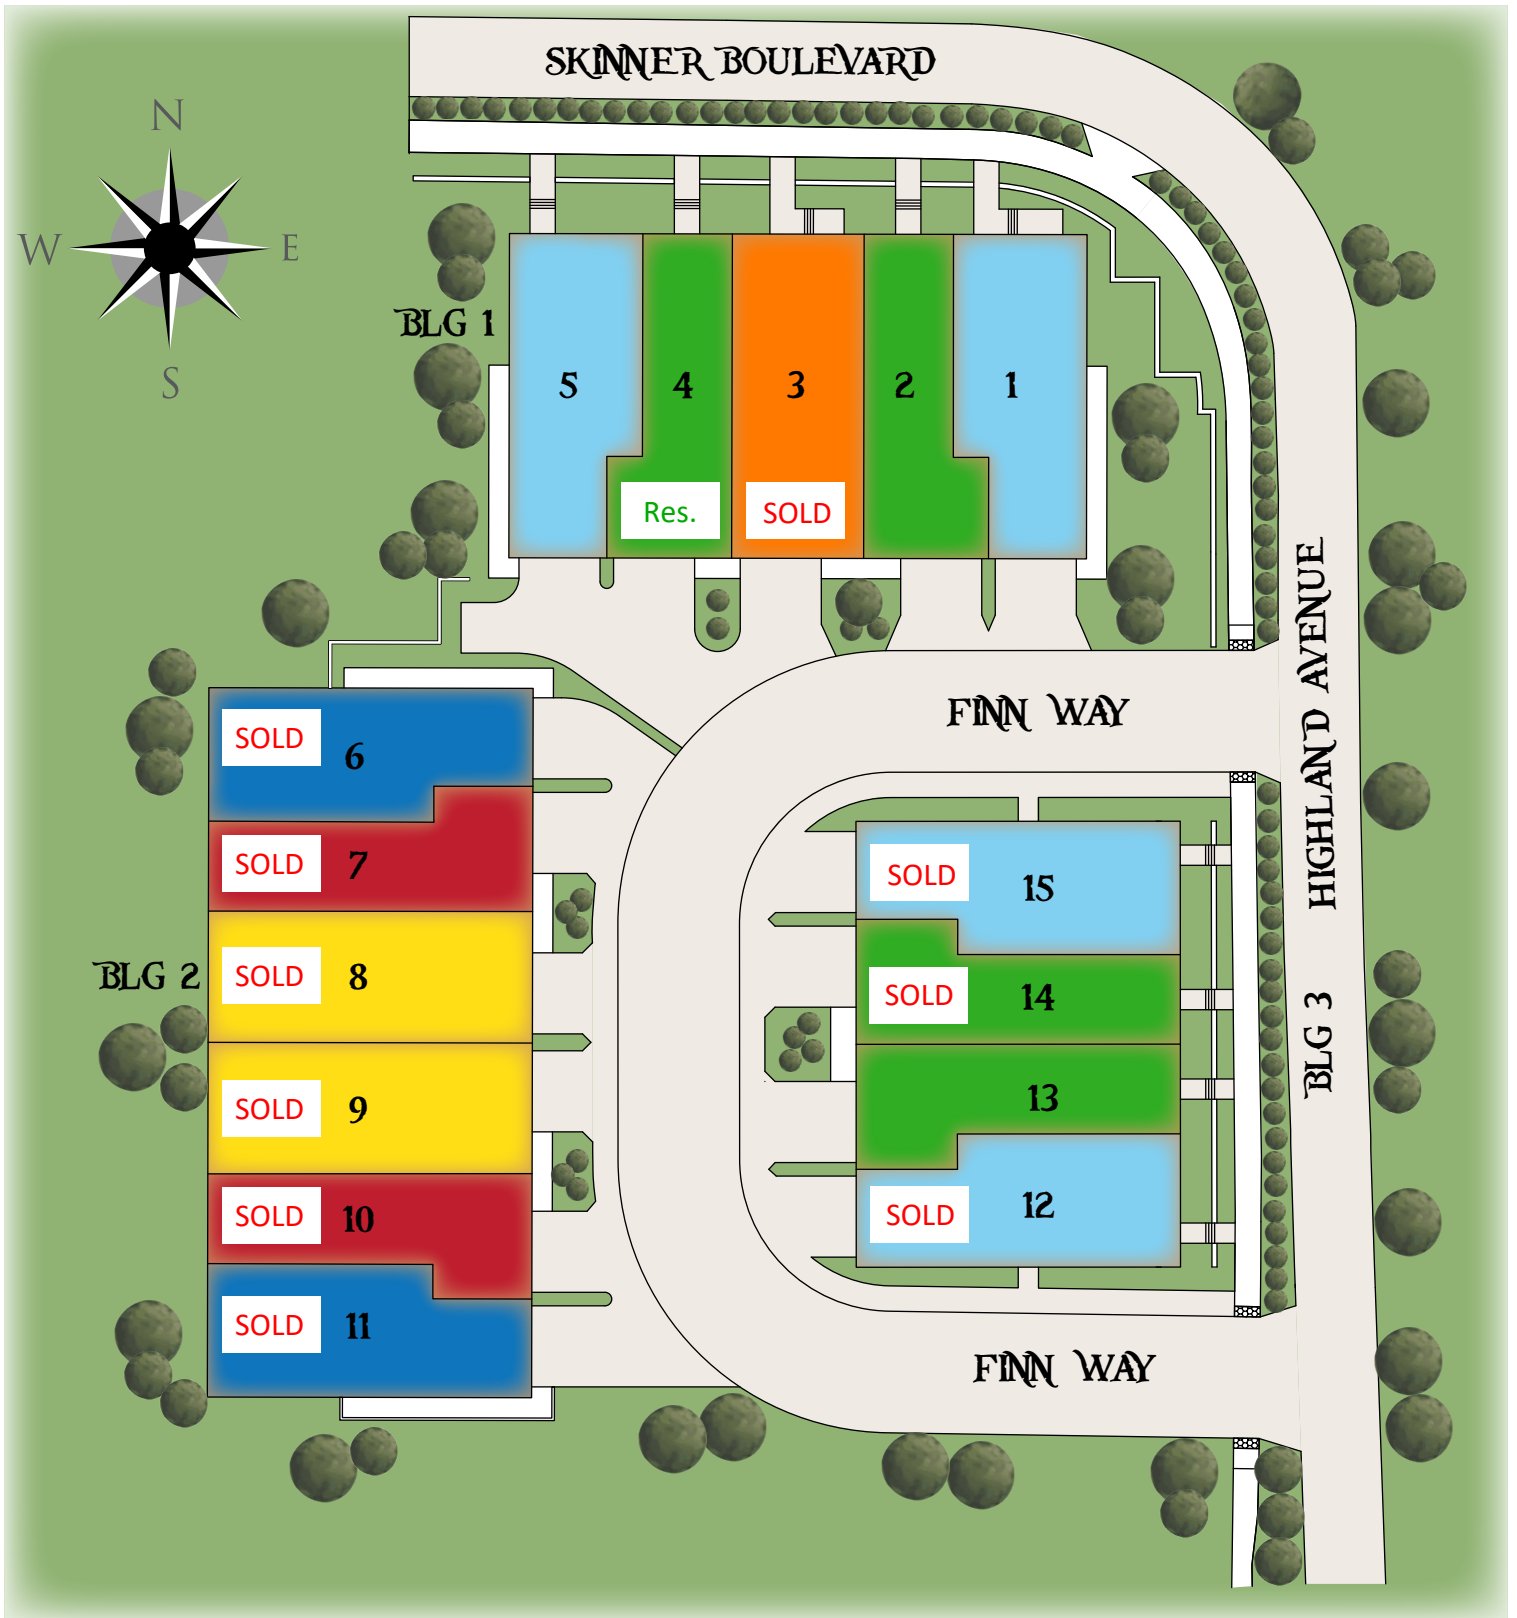 SKINNER BOULEVARD
N
W
E
S
BLG 1
5
4
3
2
1
Res.
SOLD
HIGHLAND AVENUE
FINN WAY
SOLD
6
SOLD
7
BLG 2
SOLD
8
SOLD
9
SOLD
10
SOLD
11
SOLD
15
SOLD
14
13
SOLD
12
BLG 3
FINN WAY